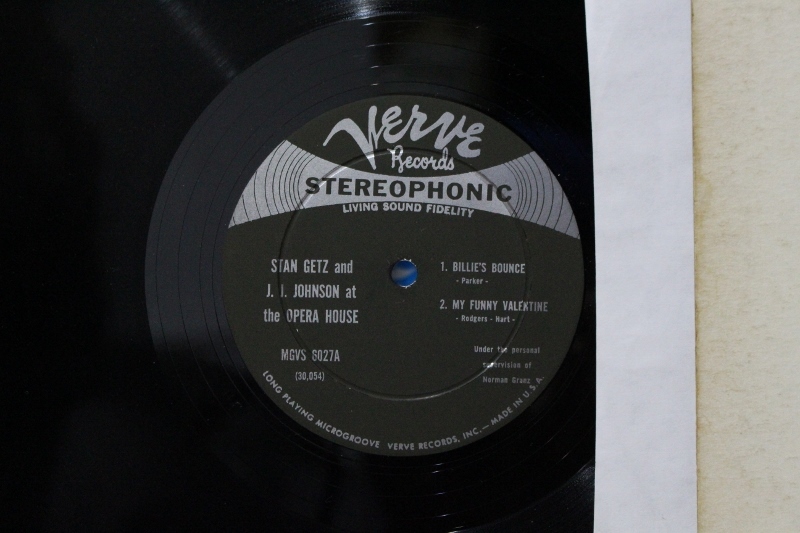 Verve
Records
STEREOPHONIC
LIVING SOUND FIDELITY
STAN GETZ and
J. J. JOHNSON at
the OPERA HOUSE
MGVS 6027A
(30,054)
1. BILLIE'S BOUNCE
- Parker -
2. MY FUNNY VALENTINE
- Rodgers - Hart -
Under the personal
supervision of
Norman Granz
LONG PLAYING MICROGROOVE VERVE RECORDS, INC. — MADE IN U.S.A.